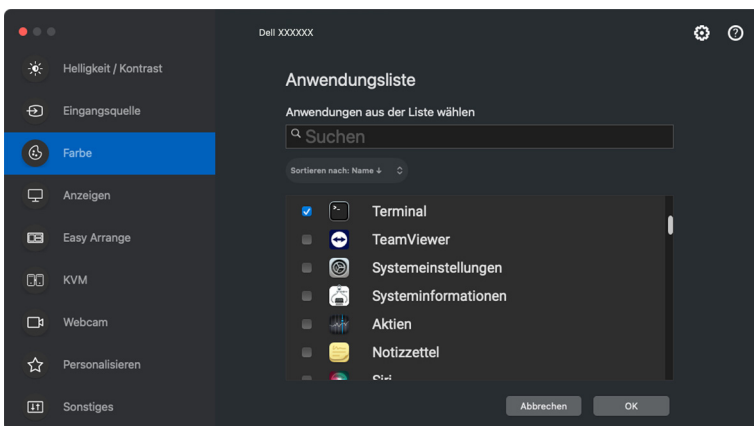 Dell XXXXXX
Helligkeit / Kontrast
Eingangsquelle
Farbe
Anzeigen
Easy Arrange
KVM
Webcam
Personalisieren
Sonstiges
Anwendungsliste
Anwendungen aus der Liste wählen
Suchen
Sortieren nach: Name ↓
Terminal
TeamViewer
Systemeinstellungen
Systeminformationen
Aktien
Notizzettel
Siri
Abbrechen
OK